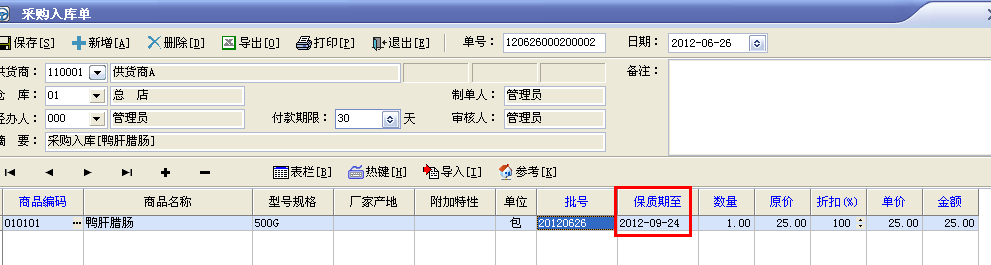 采购入库单
保存[S] 新增[A] 删除[D] 导出[O] 打印[P] 退出[E] 单号: 120626000200002 日期: 2012-06-26
供货商: 110001 供货商A 备注:
仓 库: 01 总 店 制单人: 管理员
经办人: 000 管理员 付款期限: 30 天 审核人: 管理员
摘 要: 采购入库[鸭肝腊肠]
表栏[B] 热键[H] 导入[I] 参考[K]
商品编码 商品名称 型号规格 厂家产地 附加特性 单位 批号 保质期至 数量 原价 折扣(%) 单价 金额
010101 鸭肝腊肠 500G 包 20120626 2012-09-24 1.00 25.00 100 25.00 25.00